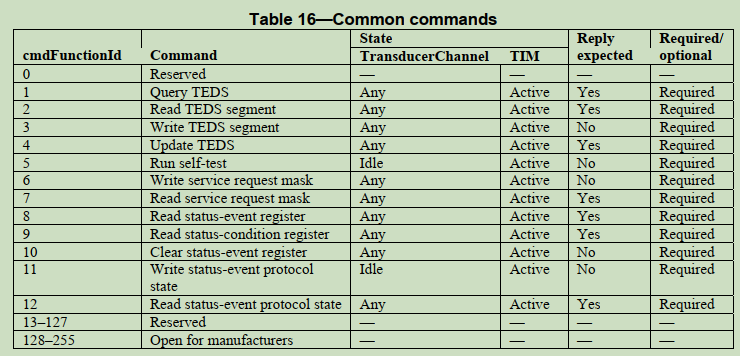 Table 16—Common commands
State Reply Required/
cmdFunctionId Command TransducerChannel TIM expected optional
0 Reserved — — — —
1 Query TEDS Any Active Yes Required
2 Read TEDS segment Any Active Yes Required
3 Write TEDS segment Any Active No Required
4 Update TEDS Any Active Yes Required
5 Run self-test Idle Active No Required
6 Write service request mask Any Active No Required
7 Read service request mask Any Active Yes Required
8 Read status-event register Any Active Yes Required
9 Read status-condition register Any Active Yes Required
10 Clear status-event register Any Active No Required
11 Write status-event protocol Idle Active No Required
state
12 Read status-event protocol state Any Active Yes Required
13–127 Reserved — — — —
128–255 Open for manufacturers — — — —